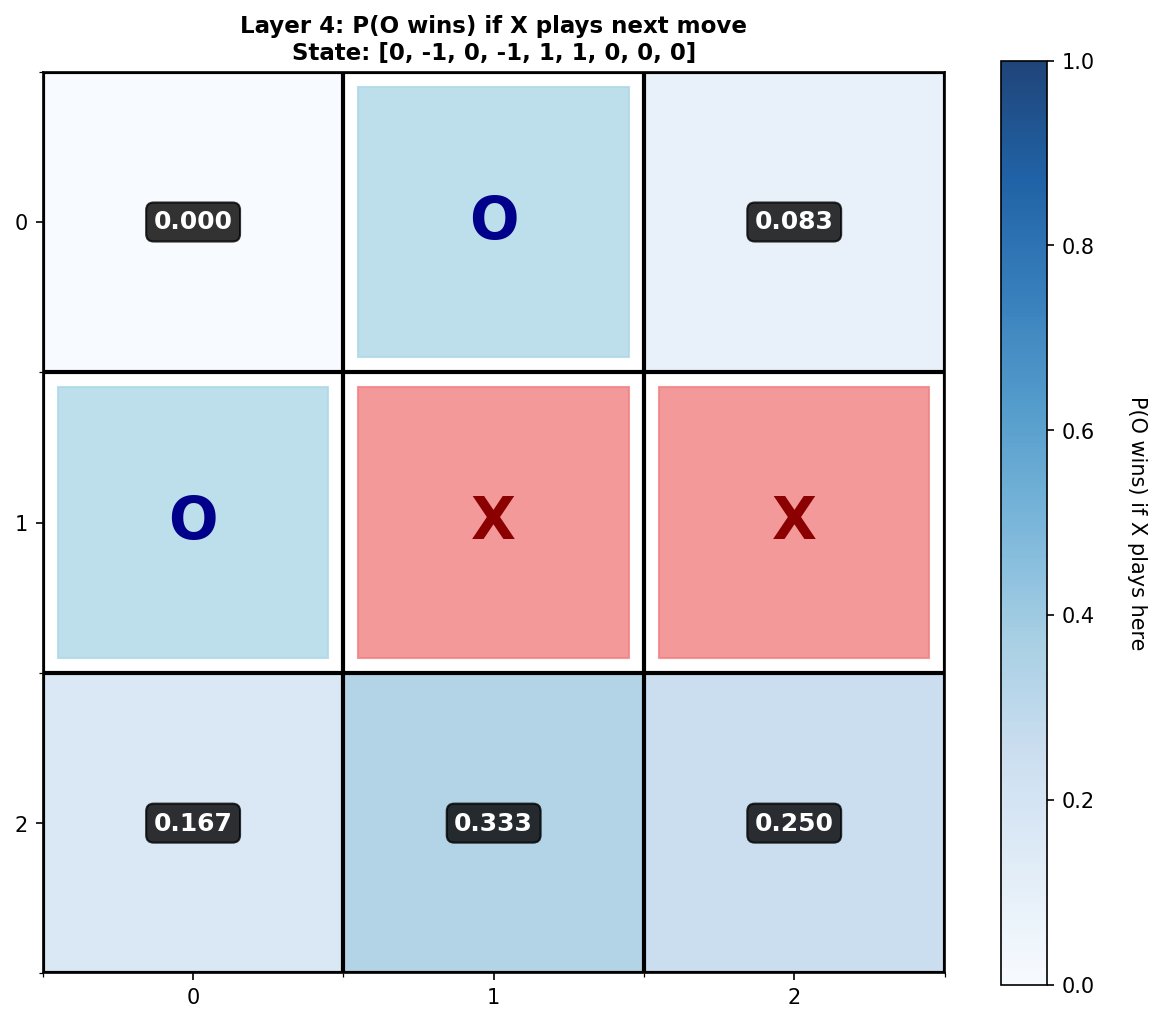 Layer 4: P(O wins) if X plays next move
State: [0, -1, 0, -1, 1, 1, 0, 0, 0]
0
0.000
O
0.083
1
O
X
X
2
0.167
0.333
0.250
0
1
2
1.0
0.8
0.6
0.4
0.2
0.0
P(O wins) if X plays here